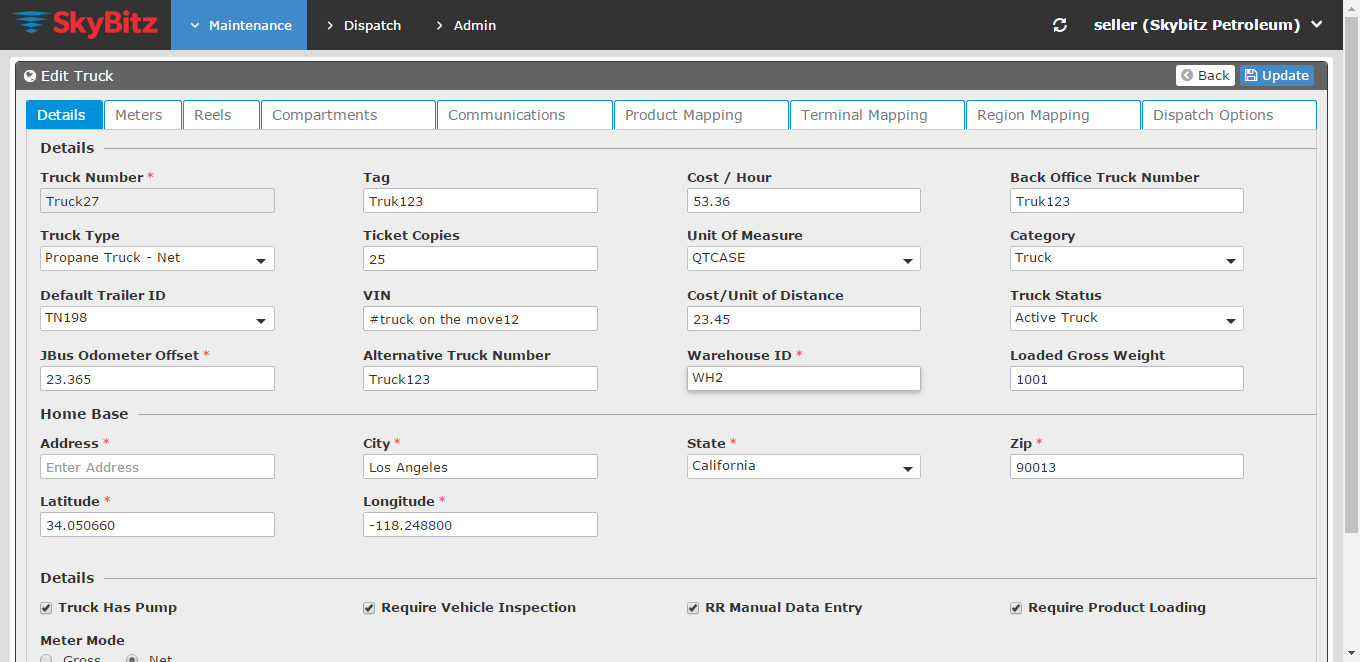 SkyBitz Maintenance Dispatch Admin seller (Skybitz Petroleum)
Edit Truck Back Update
Details Meters Reels Compartments Communications Product Mapping Terminal Mapping Region Mapping Dispatch Options
Details
Truck Number * Tag Cost / Hour Back Office Truck Number
Truck27 Truk123 53.36 Truk123
Truck Type Ticket Copies Unit Of Measure Category
Propane Truck - Net 25 QTCASE Truck
Default Trailer ID VIN Cost/Unit of Distance Truck Status
TN198 #truck on the move12 23.45 Active Truck
JBus Odometer Offset * Alternative Truck Number Warehouse ID * Loaded Gross Weight
23.365 Truck123 WH2 1001
Home Base
Address * City * State * Zip *
Enter Address Los Angeles California 90013
Latitude * Longitude *
34.050660 -118.248800
Details
Truck Has Pump Require Vehicle Inspection RR Manual Data Entry Require Product Loading
Meter Mode
Gross Net